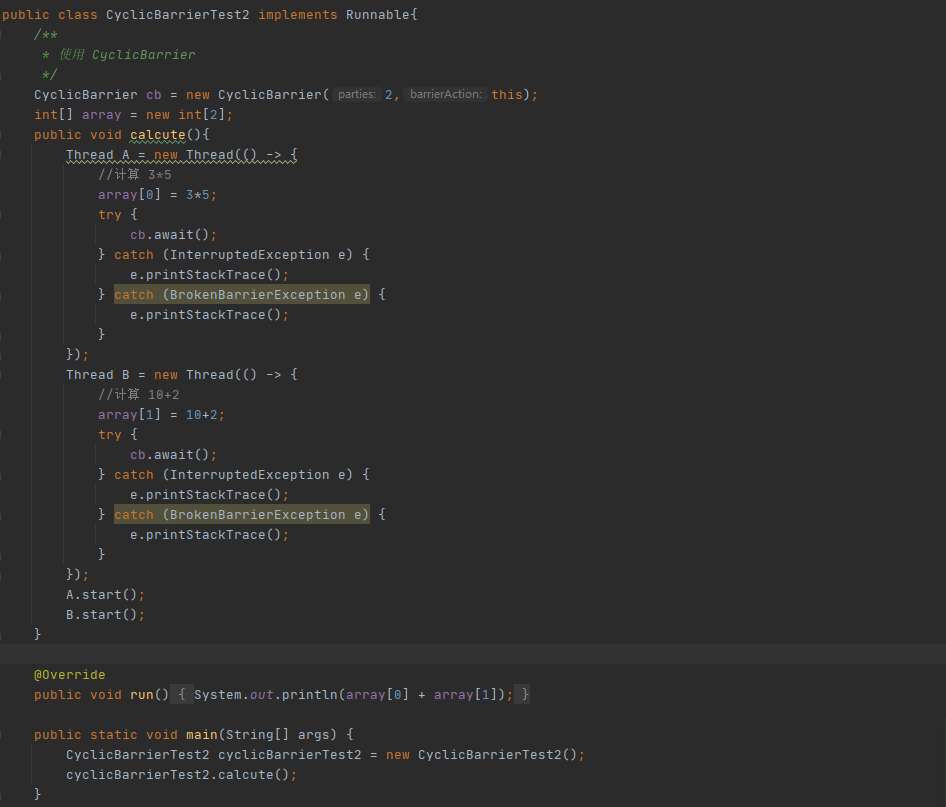 public class CyclicBarrierTest2 implements Runnable{
    /**
     * 使用 CyclicBarrier
     */
    CyclicBarrier cb = new CyclicBarrier( parties: 2, barrierAction: this);
    int[] array = new int[2];
    public void calcute(){
        Thread A = new Thread(() -> {
            //计算 3*5
            array[0] = 3*5;
            try {
                cb.await();
            } catch (InterruptedException e) {
                e.printStackTrace();
            } catch (BrokenBarrierException e) {
                e.printStackTrace();
            }
        });
        Thread B = new Thread(() -> {
            //计算 10+2
            array[1] = 10+2;
            try {
                cb.await();
            } catch (InterruptedException e) {
                e.printStackTrace();
            } catch (BrokenBarrierException e) {
                e.printStackTrace();
            }
        });
        A.start();
        B.start();
    }
    @Override
    public void run() { System.out.println(array[0] + array[1]); }
    public static void main(String[] args) {
        CyclicBarrierTest2 cyclicBarrierTest2 = new CyclicBarrierTest2();
        cyclicBarrierTest2.calcute();
    }